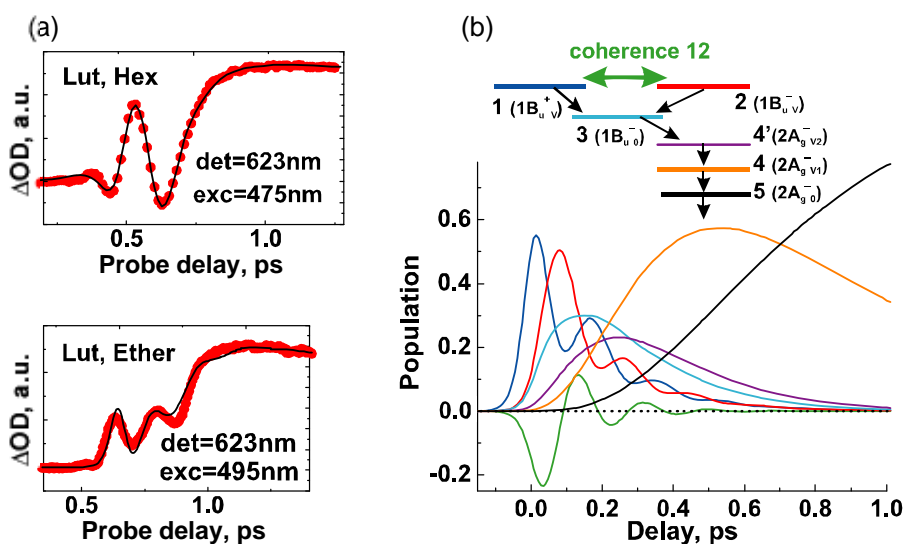 (a)
Lut, Hex
det=623nm
exc=475nm
ΔOD, a.u.
0.5 1.0
Probe delay, ps
Lut, Ether
det=623nm
exc=495nm
ΔOD, a.u.
0.5 1.0
Probe delay, ps
(b)
coherence 12
1 (1Bu+v)
2 (1Bu-v)
3 (1Bu-0)
4' (2Ag-v2)
4 (2Ag-v1)
5 (2Ag-0)
Population
0.6
0.4
0.2
0.0
-0.2
0.0 0.2 0.4 0.6 0.8 1.0
Delay, ps